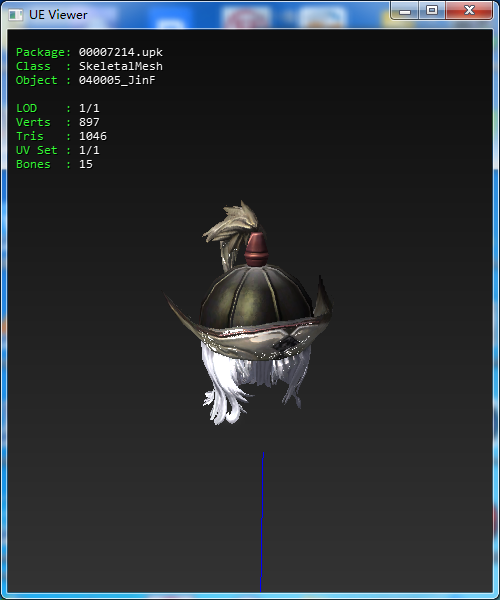 UE Viewer
Package: 00007214.upk
Class : SkeletalMesh
Object : 040005_JinF
LOD : 1/1
Verts : 897
Tris : 1046
UV Set : 1/1
Bones : 15